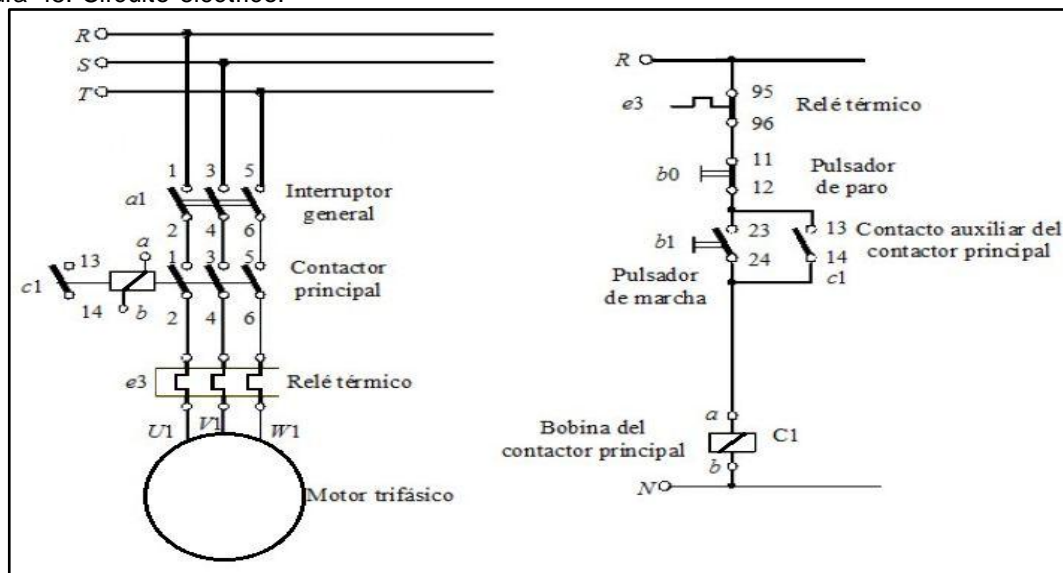 Circuito eléctrico.
R
S
T
1 3 5
a1
Interruptor
general
2 4 6
a
13
1 3 5
Contactor
principal
c1
14
b
2 4 6
e3
Relé térmico
U1 V1 W1
Motor trifásico
R
95
e3
Relé térmico
96
11
b0
Pulsador
de paro
12
23
13
Contacto auxiliar del
contactor principal
b1
24
14
c1
Pulsador
de marcha
a
Bobina del
contactor principal
C1
b
N